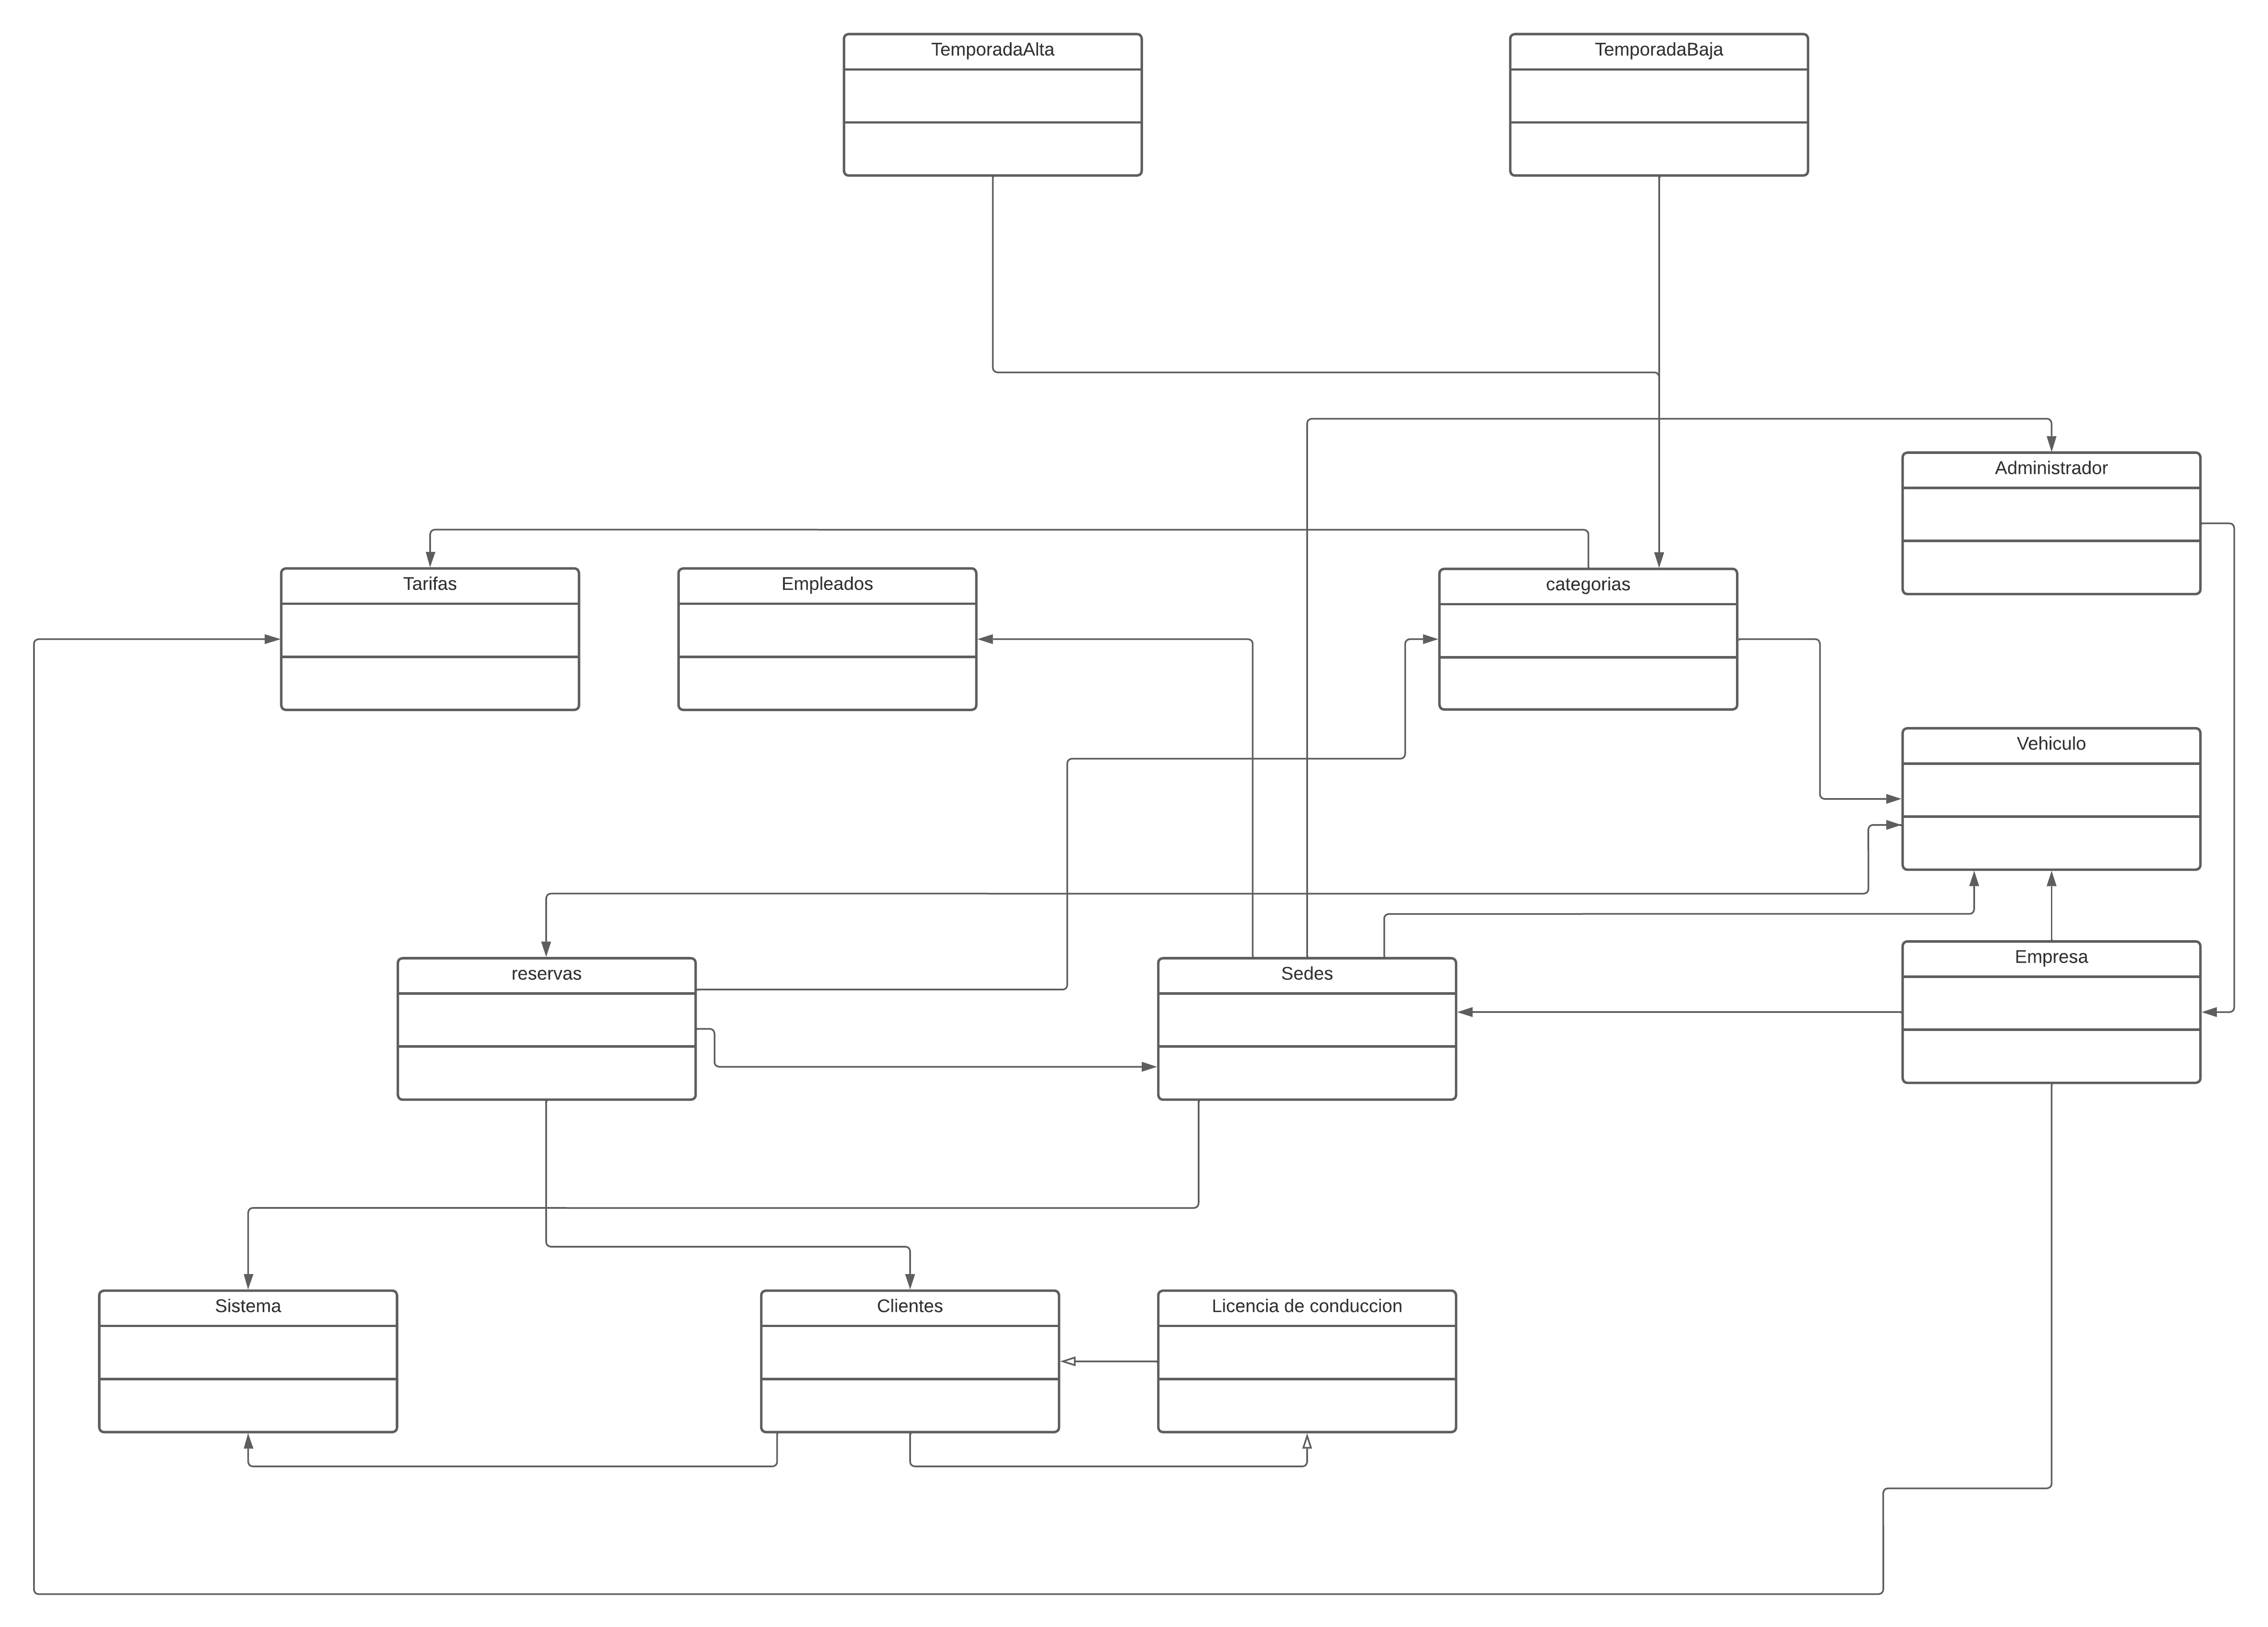 TemporadaAlta
TemporadaBaja
Administrador
Tarifas
Empleados
categorias
Vehiculo
Empresa
reservas
Sedes
Sistema
Clientes
Licencia de conduccion